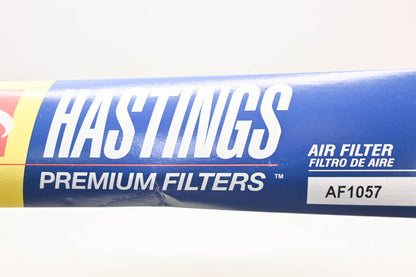 HASTINGS
PREMIUM FILTERS™
AIR FILTER
FILTRO DE AIRE
AF1057